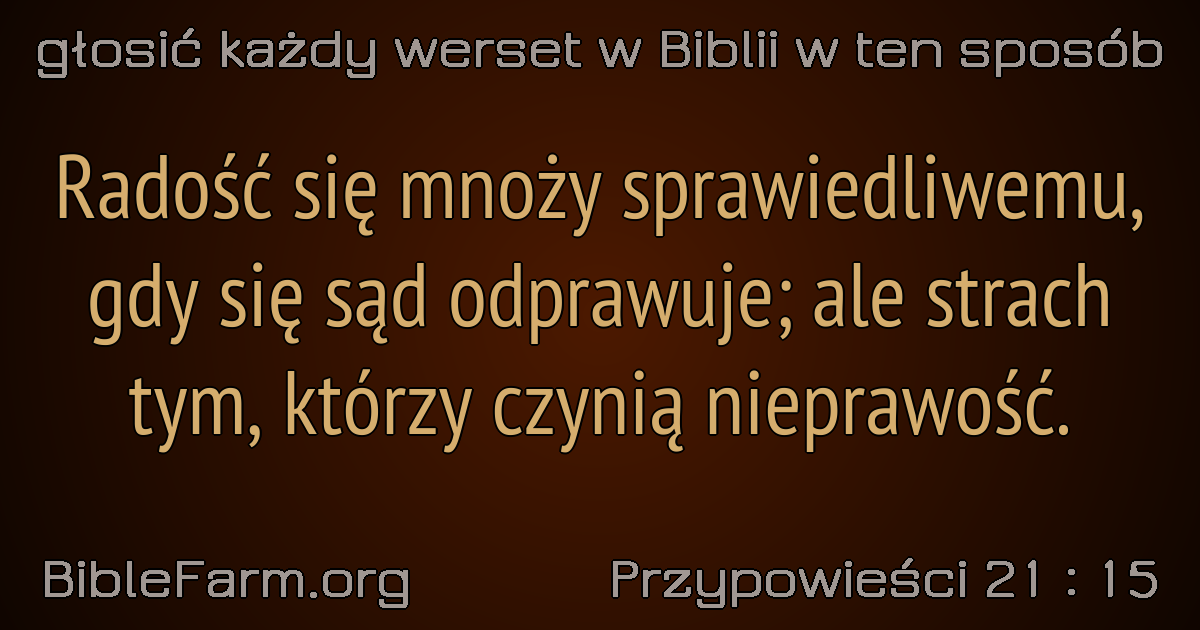 głosić każdy werset w Biblii w ten sposób
Radość się mnoży sprawiedliwemu,
gdy się sąd odprawuje; ale strach
tym, którzy czynią nieprawość.
BibleFarm.org
Przypowieści 21 : 15